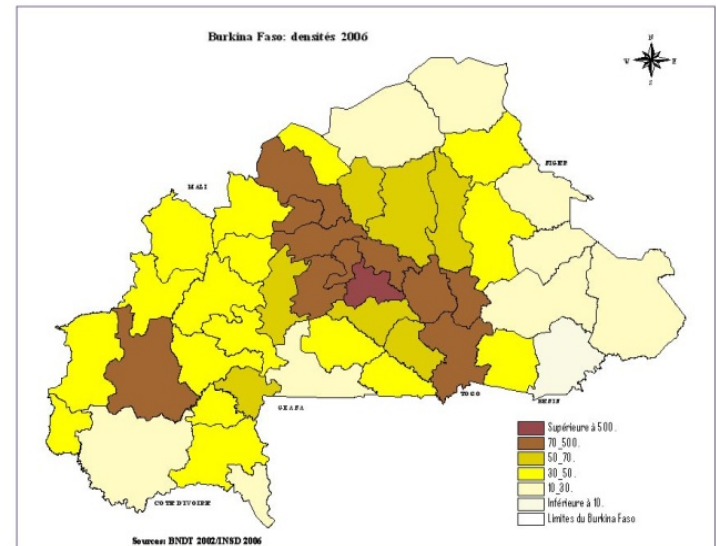 Burkina Faso: densités 2006
N
W E
S
NIGER
MALI
GHANA
TOGO
BENIN
COTE D'IVOIRE
Supérieure à 500.
70_500.
50_70.
30_50.
10_30.
Inférieure à 10.
Limites du Burkina Faso
Sources: BNDT 2002/INSD 2006